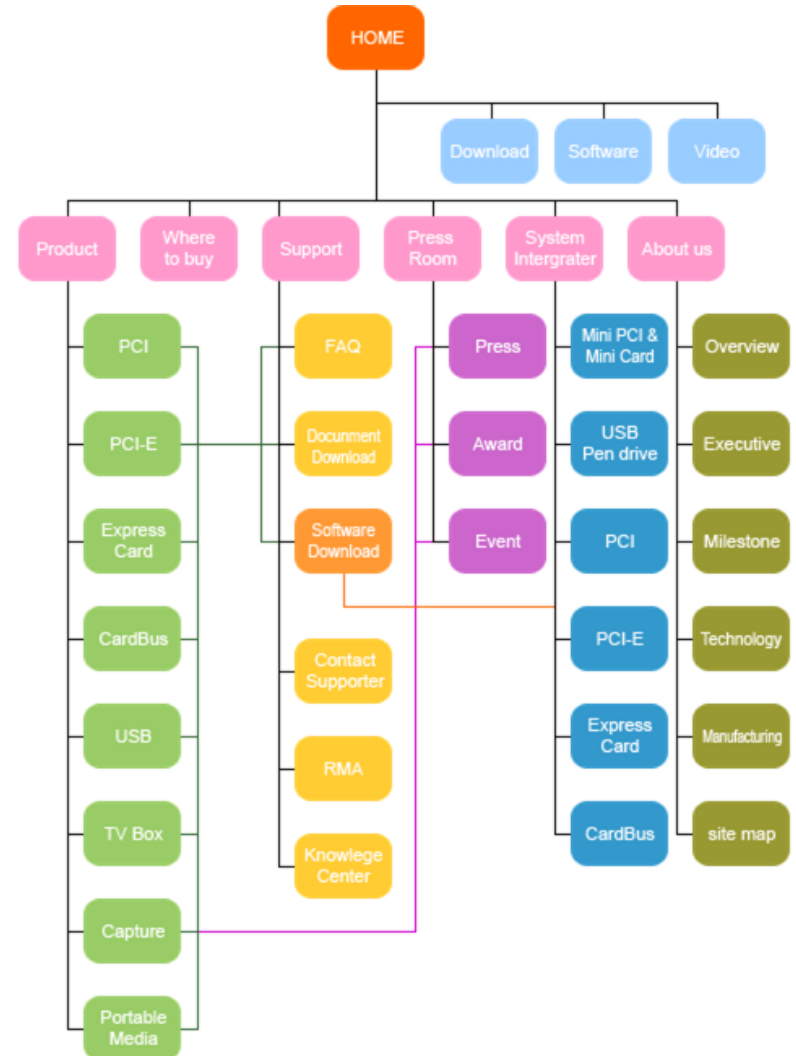 HOME
Download
Software
Video
Product
Where
to buy
Support
Press
Room
System
Intergrater
About us
PCI
PCI-E
Express
Card
CardBus
USB
TV Box
Capture
Portable
Media
FAQ
Docunment
Download
Software
Download
Contact
Supporter
RMA
Knowlege
Center
Press
Award
Event
Mini PCI &
Mini Card
USB
Pen drive
PCI
PCI-E
Express
Card
CardBus
Overview
Executive
Milestone
Technology
Manufacturing
site map